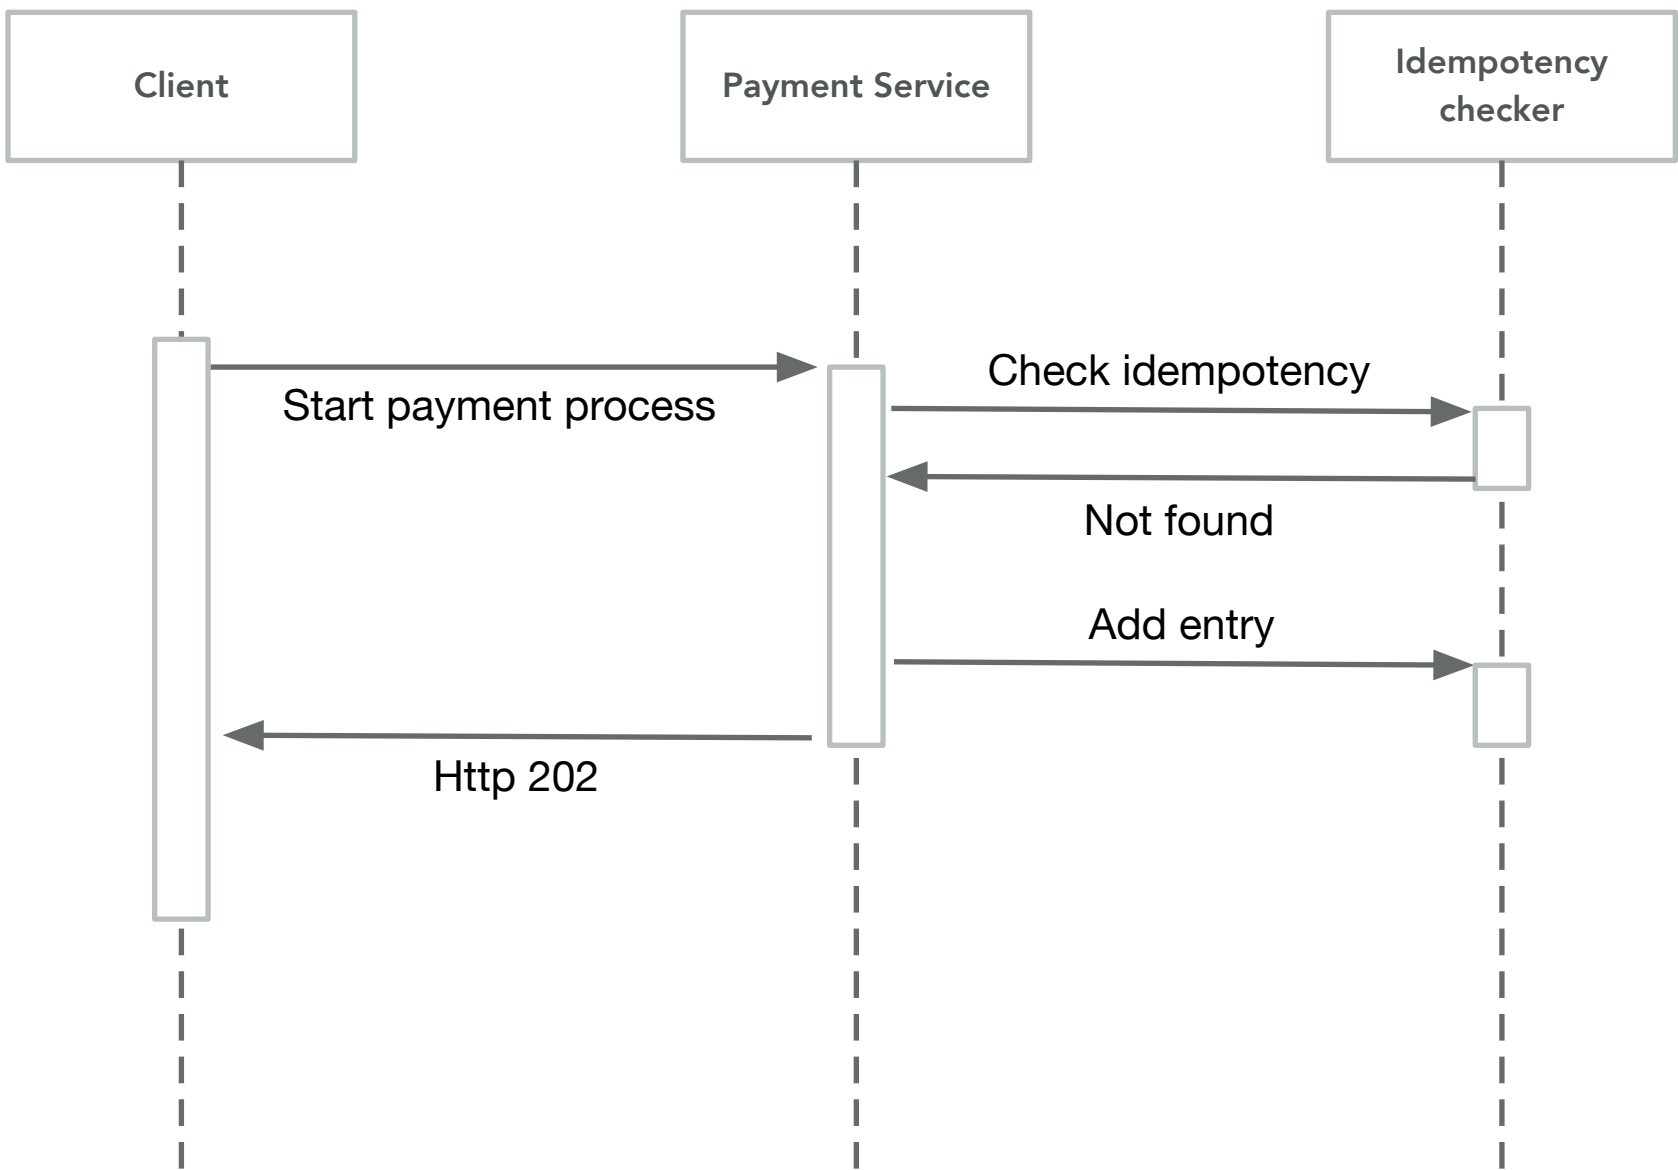 Client
Payment Service
Idempotency
checker
Start payment process
Check idempotency
Not found
Add entry
Http 202